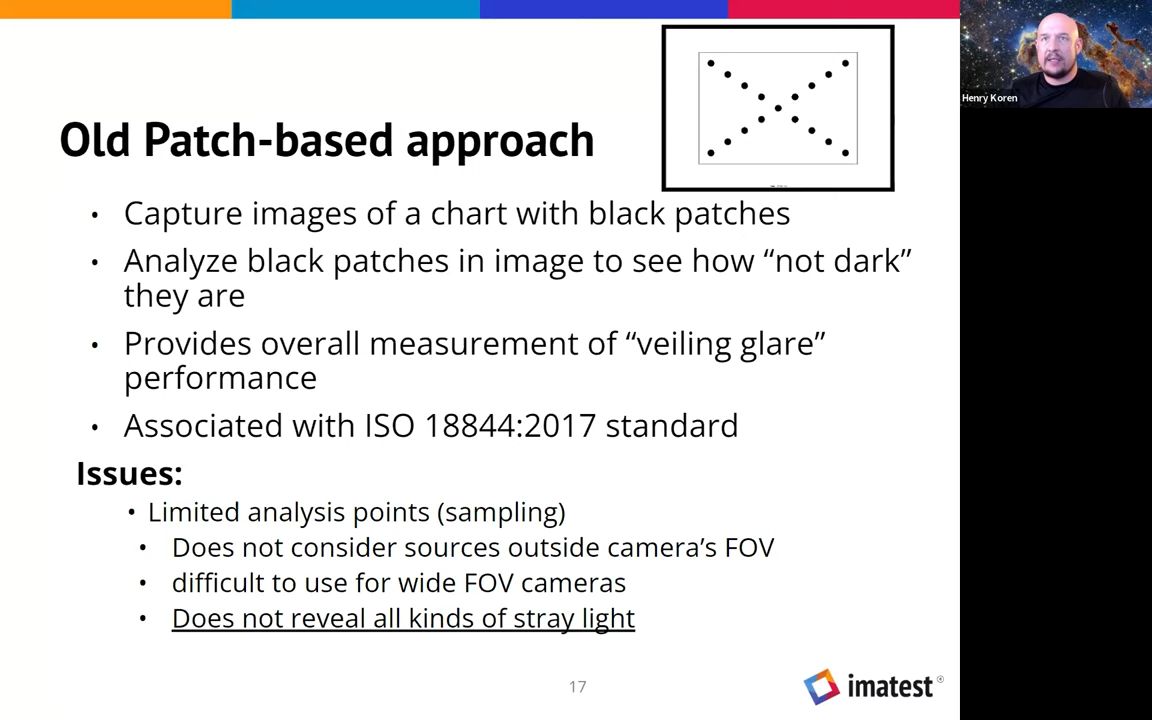 Henry Koren
Old Patch-based approach
• Capture images of a chart with black patches
• Analyze black patches in image to see how “not dark”
they are
• Provides overall measurement of “veiling glare”
performance
• Associated with ISO 18844:2017 standard
Issues:
• Limited analysis points (sampling)
• Does not consider sources outside camera’s FOV
• difficult to use for wide FOV cameras
• Does not reveal all kinds of stray light
17
imatest®